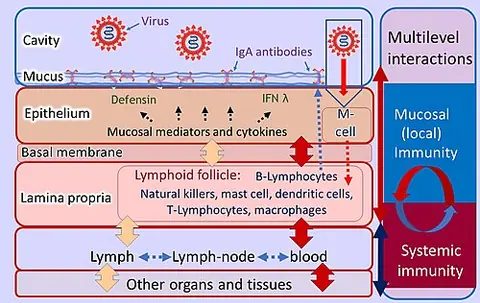 Virus
Cavity
IgA antibodies
Mucus
Epithelium
Defensin
IFN λ
Mucosal mediators and cytokines
M-
cell
Basal membrane
Lamina propria
Lymphoid follicle: B-Lymphocytes
Natural killers, mast cell, dendritic cells,
T-Lymphocytes, macrophages
Lymph
Lymph-node
blood
Other organs and tissues
Multilevel
interactions
Mucosal
(local)
Immunity
Systemic
immunity